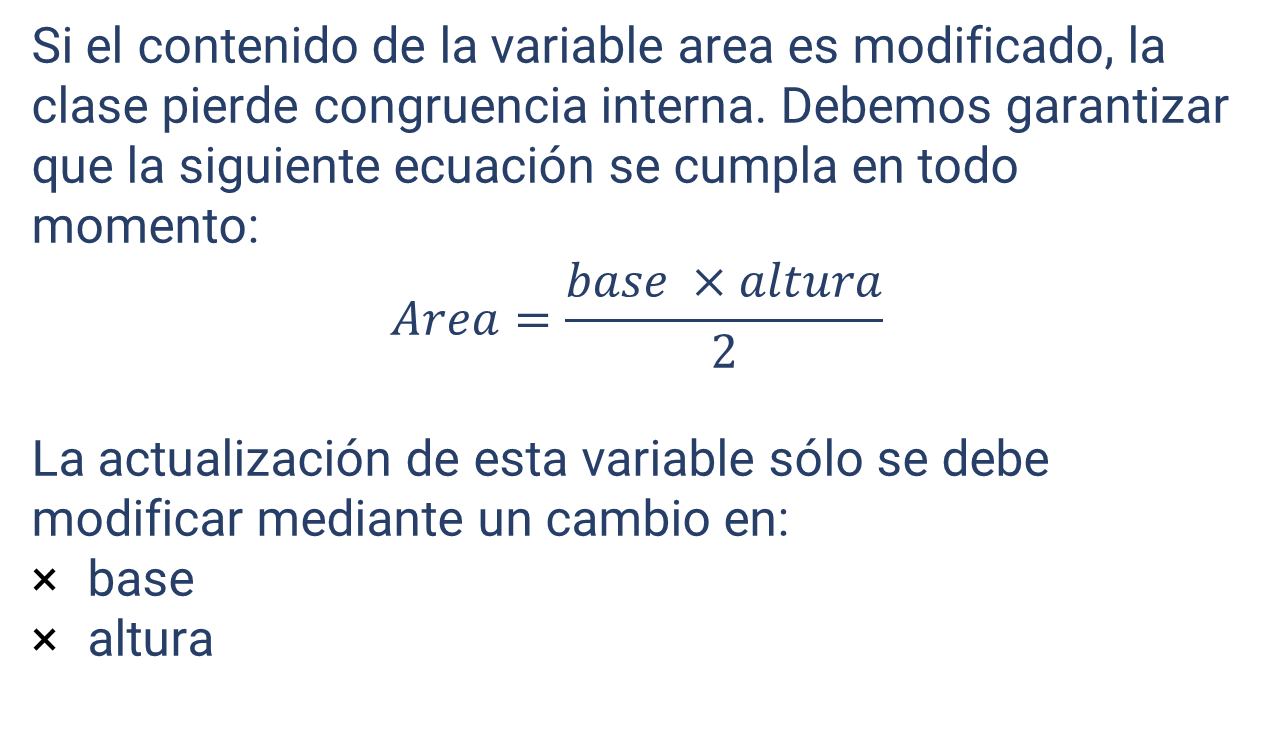 Si el contenido de la variable area es modificado, la
clase pierde congruencia interna. Debemos garantizar
que la siguiente ecuación se cumpla en todo
momento:
Area = base × altura / 2
La actualización de esta variable sólo se debe
modificar mediante un cambio en:
× base
× altura